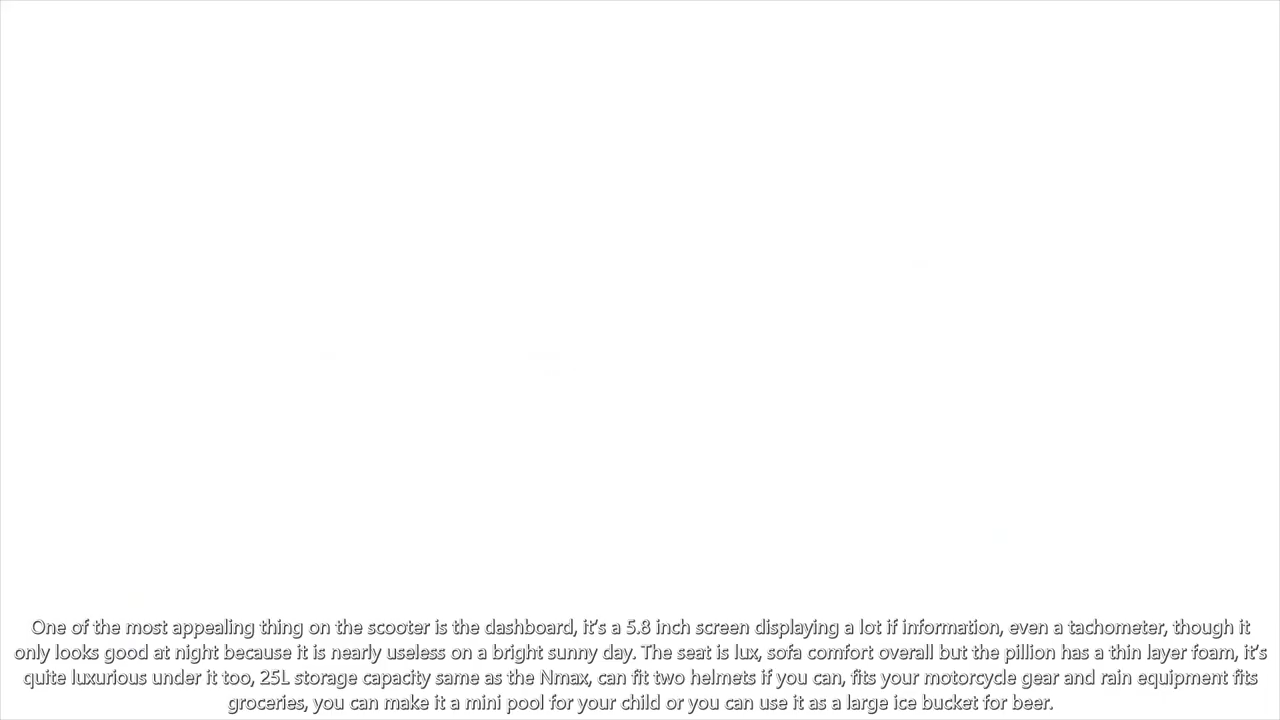 One of the most appealing thing on the scooter is the dashboard, it’s a 5.8 inch screen displaying a lot if information, even a tachometer, though it
only looks good at night because it is nearly useless on a bright sunny day. The seat is lux, sofa comfort overall but the pillion has a thin layer foam, it’s
quite luxurious under it too, 25L storage capacity same as the Nmax, can fit two helmets if you can, fits your motorcycle gear and rain equipment fits
groceries, you can make it a mini pool for your child or you can use it as a large ice bucket for beer.